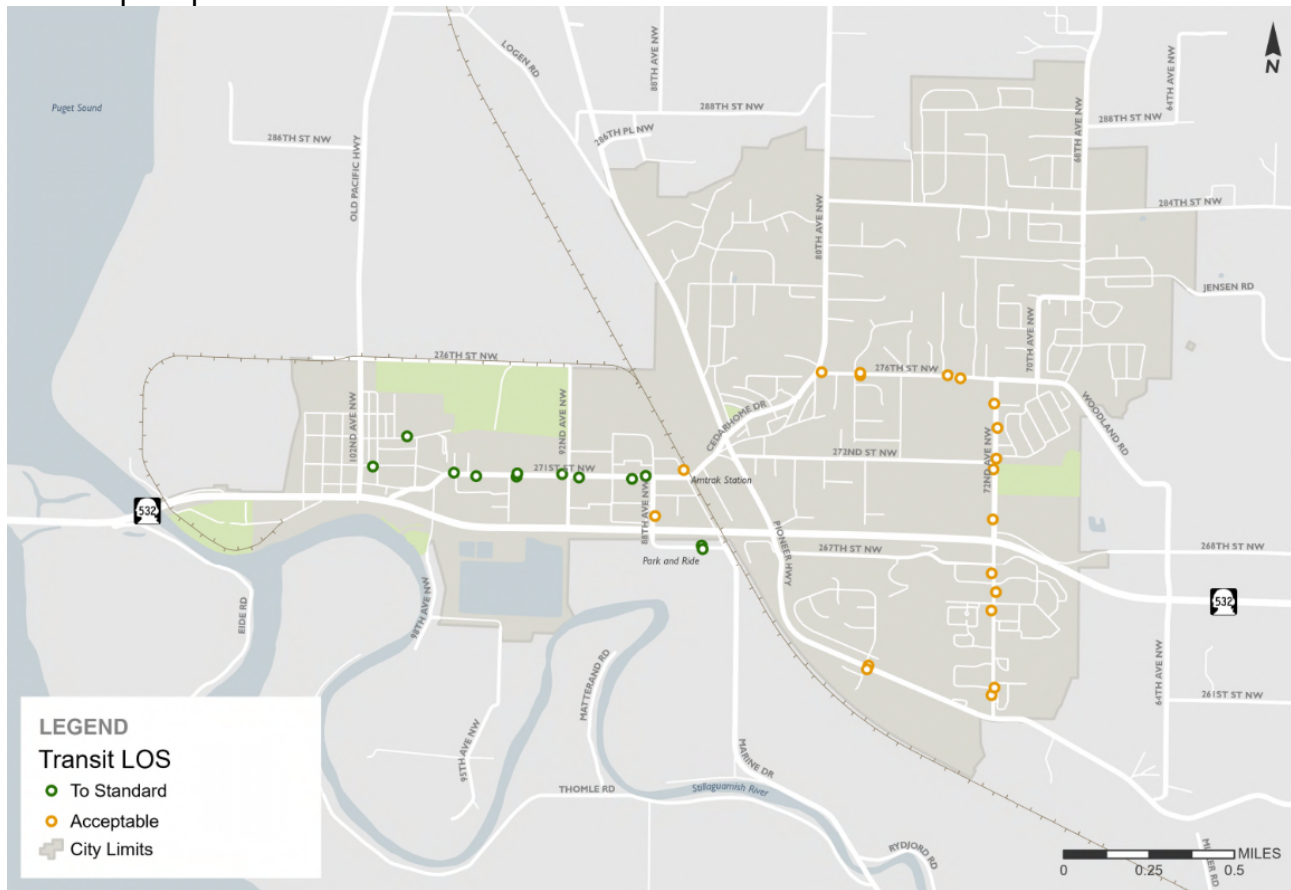 LOGEN RD
88TH AVE NW
N
Puget Sound
288TH ST NW
64TH AVE NW
288TH ST NW
286TH PL NW
286TH ST NW
68TH AVE NW
OLD PACIFIC HWY
284TH ST NW
80TH AVE NW
JENSEN RD
70TH AVE NW
276TH ST NW
276TH ST NW
CEDARHOME DR
WOODLAND RD
102ND AVE NW
92ND AVE NW
272ND ST NW
72ND AVE NW
271ST ST NW
Amtrak Station
532
88TH AVE NW
PIONEER HWY
267TH ST NW
268TH ST NW
Park and Ride
532
EIDE RD
98TH AVE NW
MATTERAND RD
64TH AVE NW
261ST ST NW
95TH AVE NW
MARINE DR
THOMLE RD
Stillaguamish River
RYDJORD RD
LEGEND
Transit LOS
To Standard
Acceptable
City Limits
MILES
0 0.25 0.5